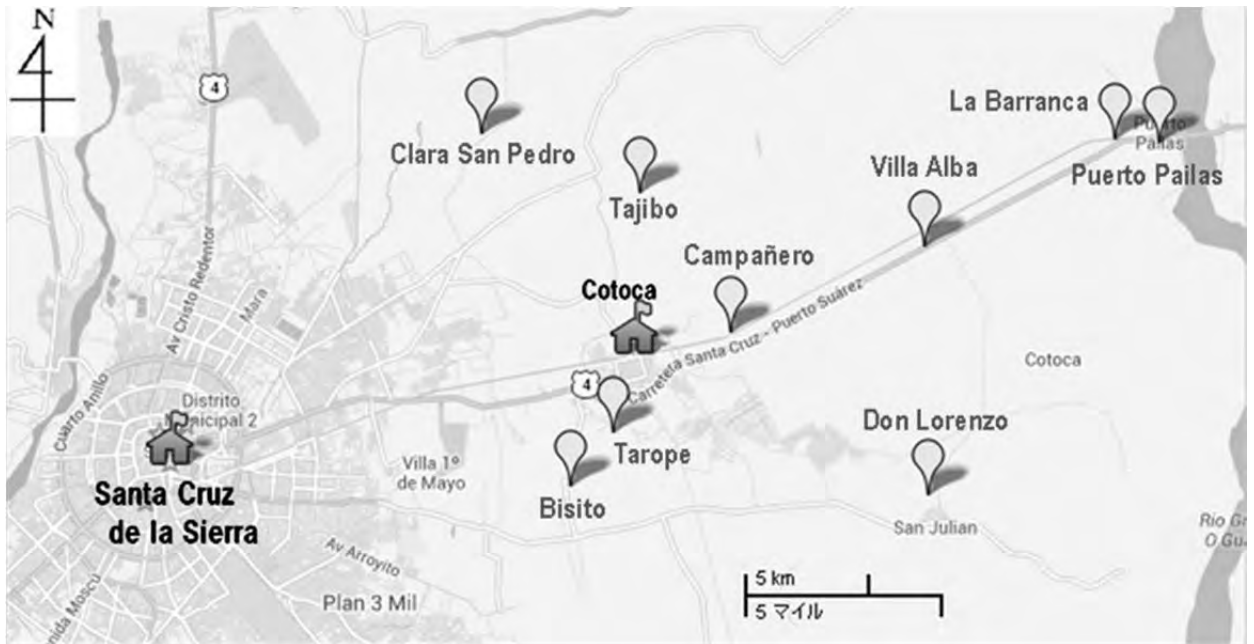 N
4
Clara San Pedro
La Barranca
Puerto
Pailas
Puerto Pailas
Villa Alba
Tajibo
Campañero
Cotoca
Av Cristo Redentor
Mara
Cuarto Anillo
Distrito
Municipal 2
4
Carretera Santa Cruz - Puerto Suárez
Cotoca
Don Lorenzo
Tarope
Villa 1º
de Mayo
Bisito
Santa Cruz
de la Sierra
San Julian
Av Arroyito
Plan 3 Mil
5 km
5 マイル